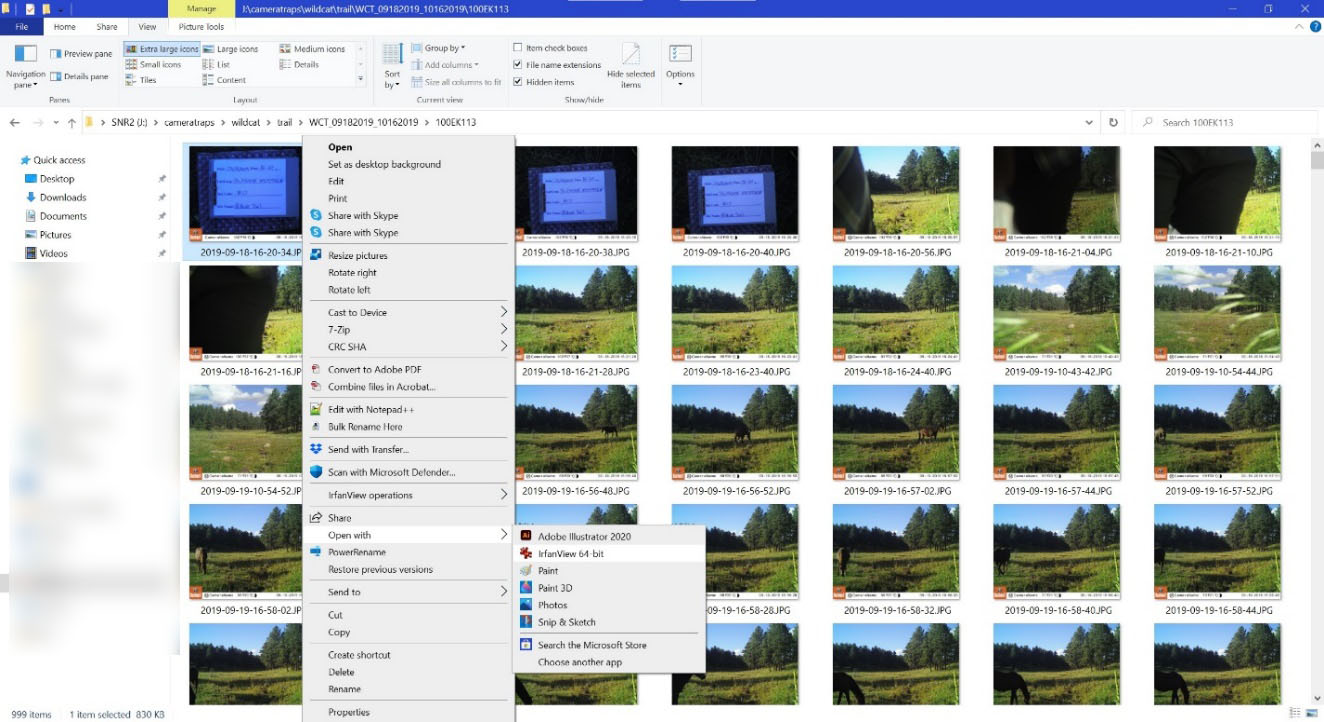 Manage
J:\cameratraps\wildcat\trail\WCT_09182019_10162019\100EK113
File Home Share View Picture Tools
Navigation pane
Preview pane
Details pane
Panes
Extra large icons Large icons Medium icons
Small icons List Details
Tiles Content
Layout
Sort by
Group by
Add columns
Size all columns to fit
Current view
Item check boxes
File name extensions
Hidden items
Hide selected items
Show/hide
Options
SNR2 (J:) > cameratraps > wildcat > trail > WCT_09182019_10162019 > 100EK113
Search 100EK113
Quick access
Desktop
Downloads
Documents
Pictures
Videos
Open
Set as desktop background
Edit
Print
Share with Skype
Share with Skype
Resize pictures
Rotate right
Rotate left
Cast to Device
7-Zip
CRC SHA
Convert to Adobe PDF
Combine files in Acrobat...
Edit with Notepad++
Bulk Rename Here
Send with Transfer...
Scan with Microsoft Defender...
IrfanView operations
Share
Open with
PowerRename
Restore previous versions
Send to
Cut
Copy
Create shortcut
Delete
Rename
Properties
Adobe Illustrator 2020
IrfanView 64-bit
Paint
Paint 3D
Photos
Snip & Sketch
Search the Microsoft Store
Choose another app
2019-09-18-16-20-34.JP 2019-09-18-16-20-38.JPG 2019-09-18-16-20-40.JPG 2019-09-18-16-20-56.JPG 2019-09-18-16-21-04.JPG 2019-09-18-16-21-10.JPG
2019-09-18-16-21-16.JP 2019-09-18-16-21-28.JPG 2019-09-18-16-23-40.JPG 2019-09-18-16-24-40.JPG 2019-09-19-10-43-42.JPG 2019-09-19-10-54-44.JPG
2019-09-19-10-54-52.JP 2019-09-19-16-56-48.JPG 2019-09-19-16-56-52.JPG 2019-09-19-16-57-02.JPG 2019-09-19-16-57-44.JPG 2019-09-19-16-57-52.JPG
2019-09-19-16-58-02.JP 09-19-16-58-28.JPG 2019-09-19-16-58-32.JPG 2019-09-19-16-58-40.JPG 2019-09-19-16-58-44.JPG
999 items 1 item selected 830 KB